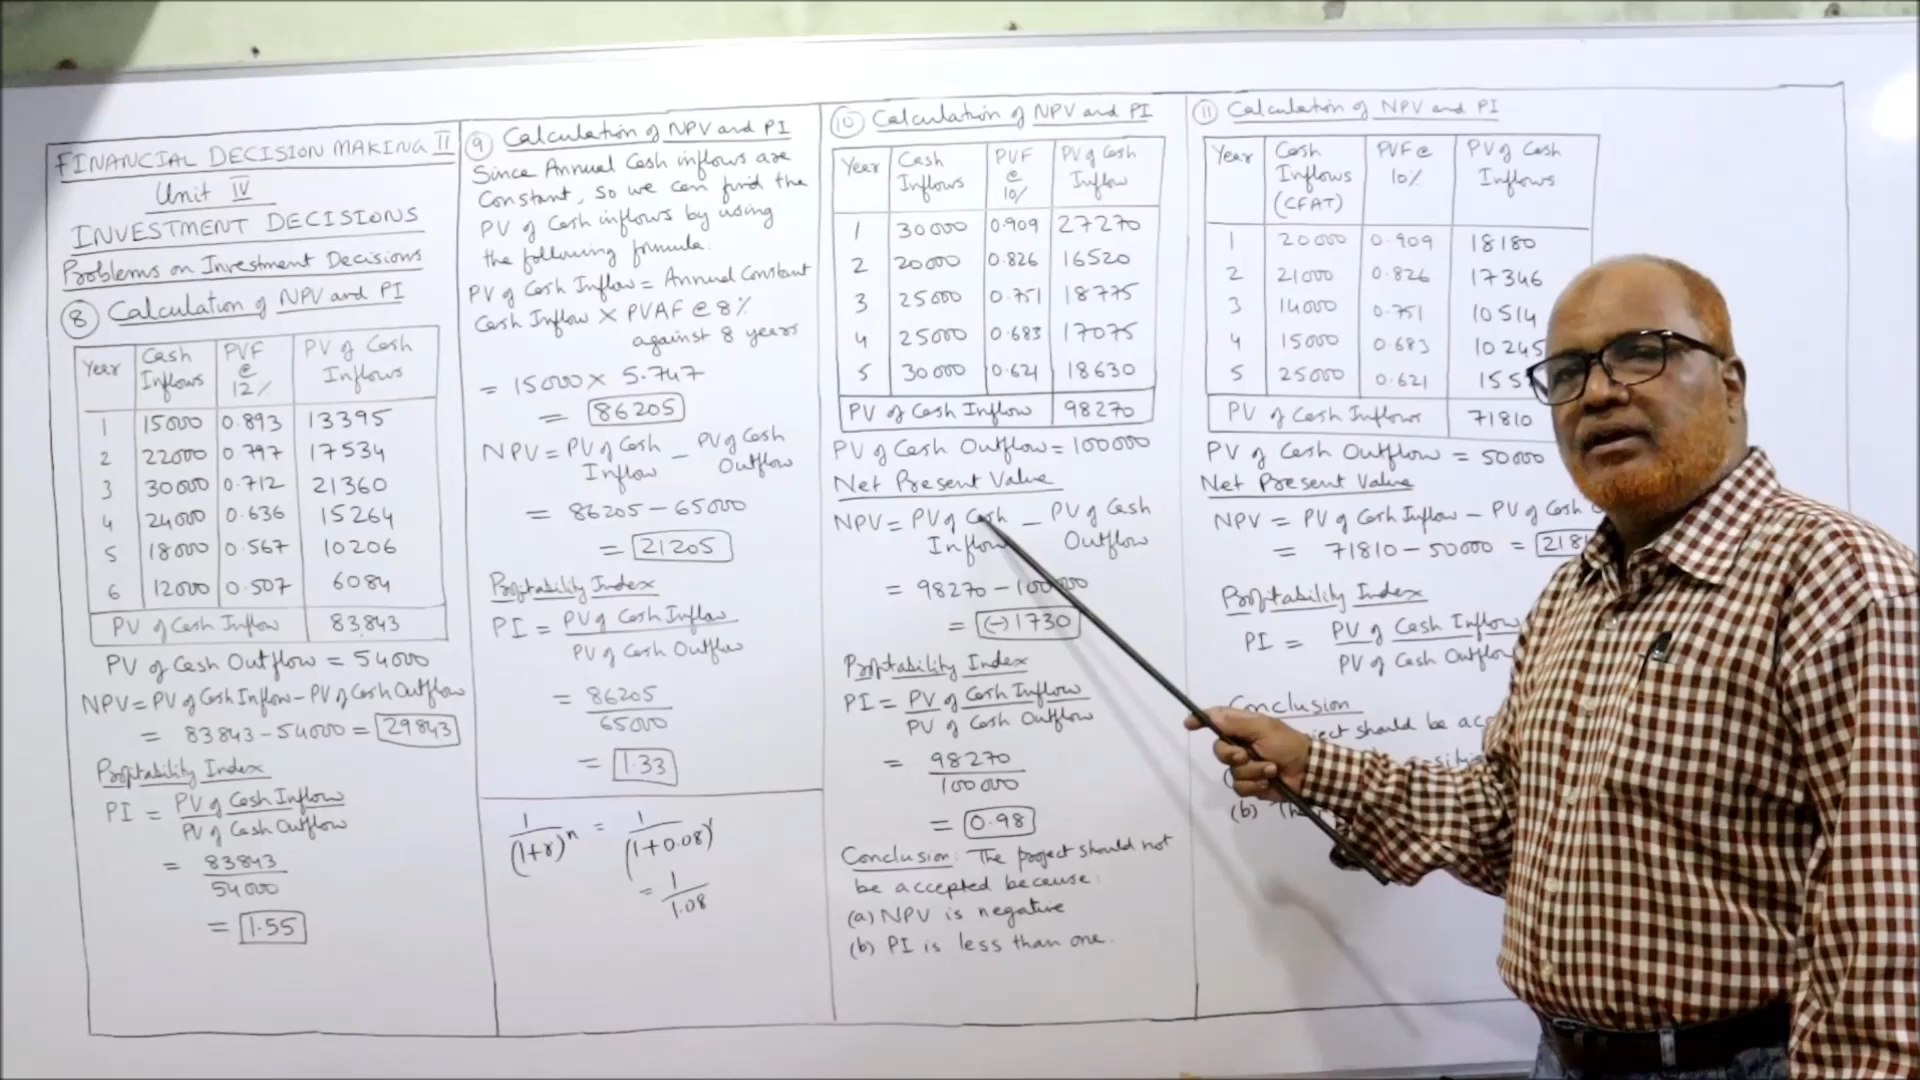 FINANCIAL DECISION MAKING II
Unit IV
INVESTMENT DECISIONS
Problems on Investment Decisions
8 Calculation of NPV and PI
Year Cash Inflows PVF @ 12% PV of Cash Inflows
1 15000 0.893 13395
2 22000 0.797 17534
3 30000 0.712 21360
4 24000 0.636 15264
5 18000 0.567 10206
6 12000 0.507 6084
PV of Cash Inflow 83,843
PV of Cash Outflow = 54000
NPV = PV of Cash Inflow - PV of Cash Outflow
= 83843 - 54000 = 29843
Profitability Index
PI = PV of Cash Inflow
PV of Cash Outflow
= 83843
54000
= 1.55
9 Calculation of NPV and PI
Since Annual Cash inflows are
Constant, so we can find the
PV of Cash inflows by using
the following formula.
PV of Cash Inflow = Annual Constant
Cash Inflow X PVAF @ 8%
against 8 years
= 15000 x 5.747
= 86205
NPV = PV of Cash Inflow - PV of Cash Outflow
= 86205 - 65000
= 21205
Profitability Index
PI = PV of Cash Inflow
PV of Cash Outflow
= 86205
65000
= 1.33
1 = 1
(1+r)^n (1+0.08)^1
= 1
1.08
10 Calculation of NPV and PI
Year Cash Inflows PVF @ 10% PV of Cash Inflow
1 30000 0.909 27270
2 20000 0.826 16520
3 25000 0.751 18775
4 25000 0.683 17075
5 30000 0.621 18630
PV of Cash Inflow 98270
PV of Cash Outflow = 100000
Net Present Value
NPV = PV of Cash Inflow - PV of Cash Outflow
= 98270 - 100000
= (-) 1730
Profitability Index
PI = PV of Cash Inflow
PV of Cash Outflow
= 98270
100000
= 0.98
Conclusion: The project should not
be accepted because:
(a) NPV is negative
(b) PI is less than one.
11 Calculation of NPV and PI
Year Cash Inflows (CFAT) PVF @ 10% PV of Cash Inflows
1 20000 0.909 18180
2 21000 0.826 17346
3 14000 0.751 10514
4 15000 0.683 10245
5 25000 0.621 155
PV of Cash Inflows 71810
PV of Cash Outflow = 50000
Net Present Value
NPV = PV of Cash Inflow - PV of Cash
= 71810 - 50000 = 218
Profitability Index
PI = PV of Cash Inflow
PV of Cash Outflow
Conclusion
should be
(b)